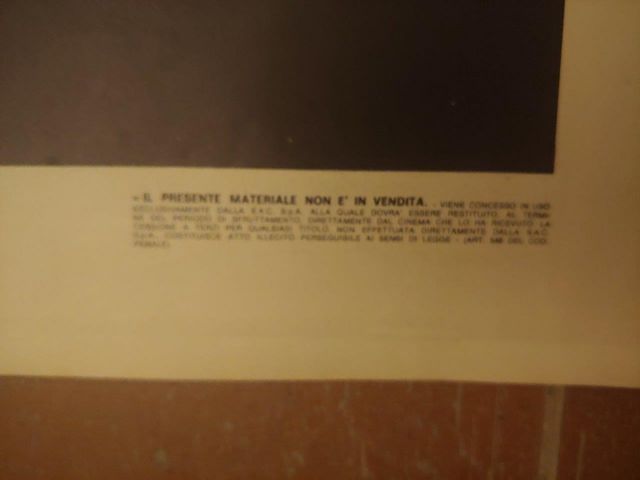 « IL PRESENTE MATERIALE NON E' IN VENDITA. - VIENE CONCESSO IN USO
ESCLUSIVAMENTE DALLA E.A.C. S.p.A. ALLA QUALE DOVRA' ESSERE RESTITUITO, AL TERMI-
NE DEL PERIODO DI SFRUTTAMENTO, DIRETTAMENTE DAL CINEMA CHE LO HA RICEVUTO. LA
CESSIONE A TERZI PER QUALSIASI TITOLO, NON EFFETTUATA DIRETTAMENTE DALLA E.A.C.
S.p.A., COSTITUISCE ATTO ILLECITO PERSEGUIBILE AI SENSI DI LEGGE - (ART. DEL COD.
PENALE)